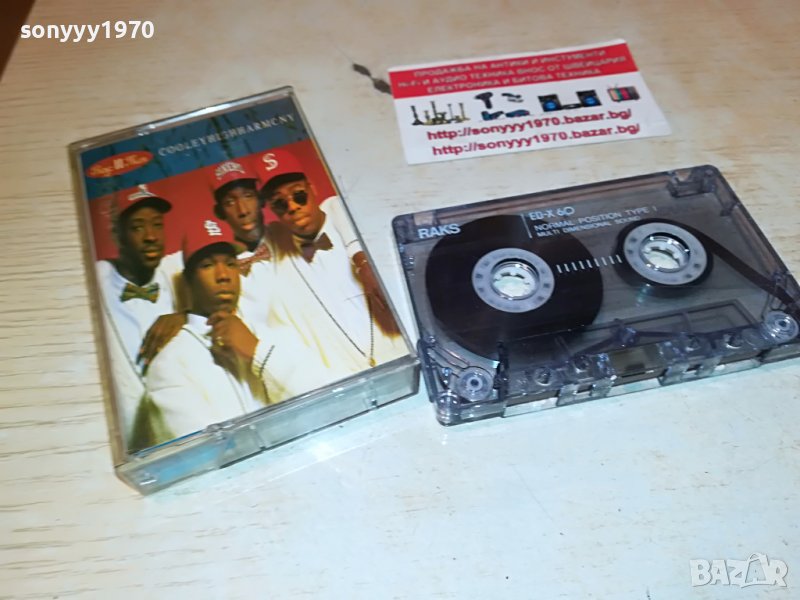 sonyyy1970
ПРОДАЖБА НА АНТИКИ И ИНСТУМЕНТИ
Hi-Fi И АУДИО ТЕХНИКА ВНОС ОТ ШВЕЙЦАРИЯ
ЕЛЕКТРОНИКА И БИТОВА ТЕХНИКА
http://sonyyy1970.bazar.bg/
http://sonyyy1970.bazar.bg/
Boyz II Men
COOLEYHIGHHARMONY
S
RAKS
ED-X 60
NORMAL POSITION TYPE I
MULTI DIMENSIONAL SOUND
BAZAR